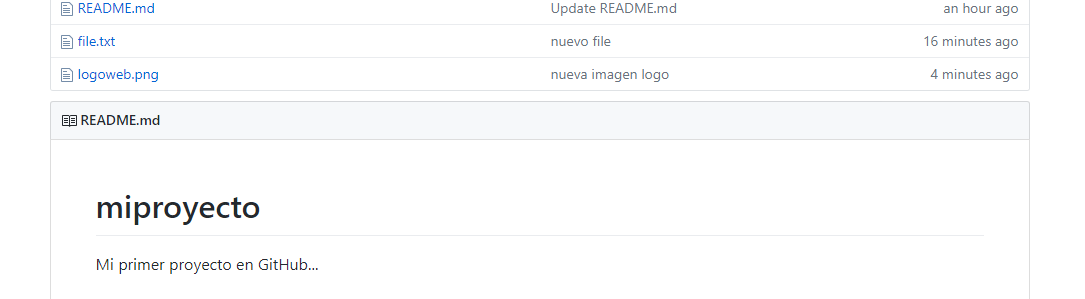 README.md Update README.md an hour ago
file.txt nuevo file 16 minutes ago
logoweb.png nueva imagen logo 4 minutes ago
README.md
miproyecto
Mi primer proyecto en GitHub...